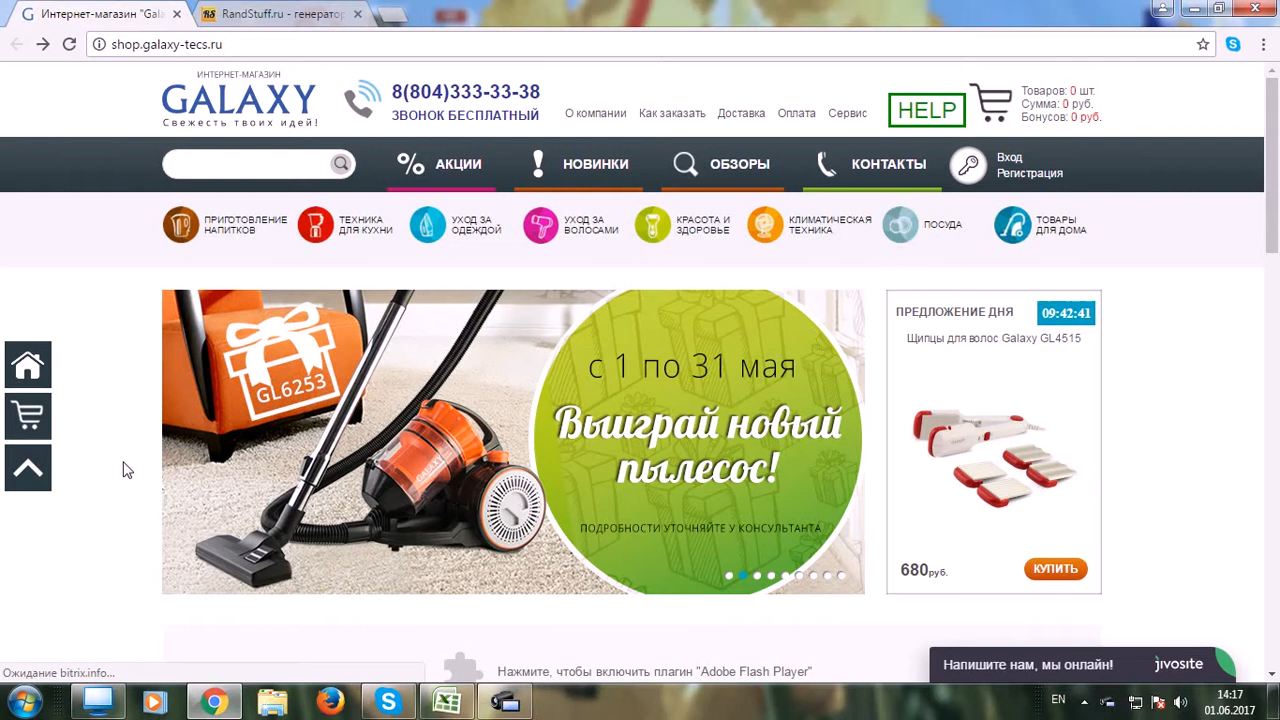 Интернет-магазин "Gala
RandStuff.ru - генератор
shop.galaxy-tecs.ru
ИНТЕРНЕТ-МАГАЗИН
GALAXY
Свежесть твоих идей!
8(804)333-33-38
ЗВОНОК БЕСПЛАТНЫЙ
О компании Как заказать Доставка Оплата Сервис
HELP
Товаров: 0 шт.
Сумма: 0 руб.
Бонусов: 0 руб.
% АКЦИИ
! НОВИНКИ
ОБЗОРЫ
КОНТАКТЫ
Вход
Регистрация
ПРИГОТОВЛЕНИЕ
НАПИТКОВ
ТЕХНИКА
ДЛЯ КУХНИ
УХОД ЗА
ОДЕЖДОЙ
УХОД ЗА
ВОЛОСАМИ
КРАСОТА И
ЗДОРОВЬЕ
КЛИМАТИЧЕСКАЯ
ТЕХНИКА
ПОСУДА
ТОВАРЫ
ДЛЯ ДОМА
GL6253
с 1 по 31 мая
Выиграй новый
пылесос!
ПОДРОБНОСТИ УТОЧНЯЙТЕ У КОНСУЛЬТАНТА
ПРЕДЛОЖЕНИЕ ДНЯ
09:42:41
Щипцы для волос Galaxy GL4515
680 руб.
КУПИТЬ
Нажмите, чтобы включить плагин "Adobe Flash Player"
Напишите нам, мы онлайн!
jivosite
Ожидание bitrix.info...
EN
14:17
01.06.2017